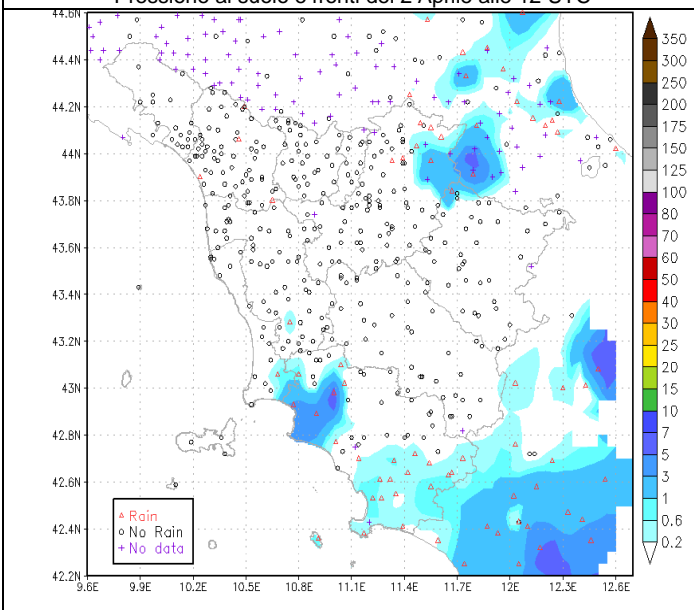 Pressione al suolo e fronti del 2 Aprile alle 12 UTC
44.6N
44.4N
44.2N
44N
43.8N
43.6N
43.4N
43.2N
43N
42.8N
42.6N
42.4N
42.2N
9.6E 9.9E 10.2E 10.5E 10.8E 11.1E 11.4E 11.7E 12E 12.3E 12.6E
Rain
No Rain
No data
350
300
250
200
175
150
125
100
80
70
60
50
40
30
25
20
15
10
7
5
3
1
0.6
0.2